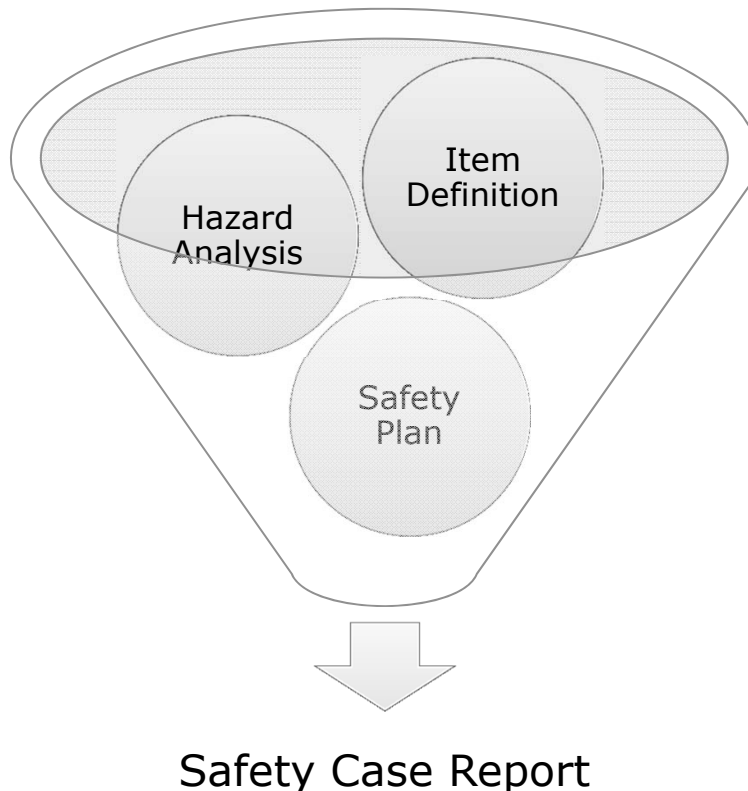 Item
Definition
Hazard
Analysis
Safety
Plan
Safety Case Report